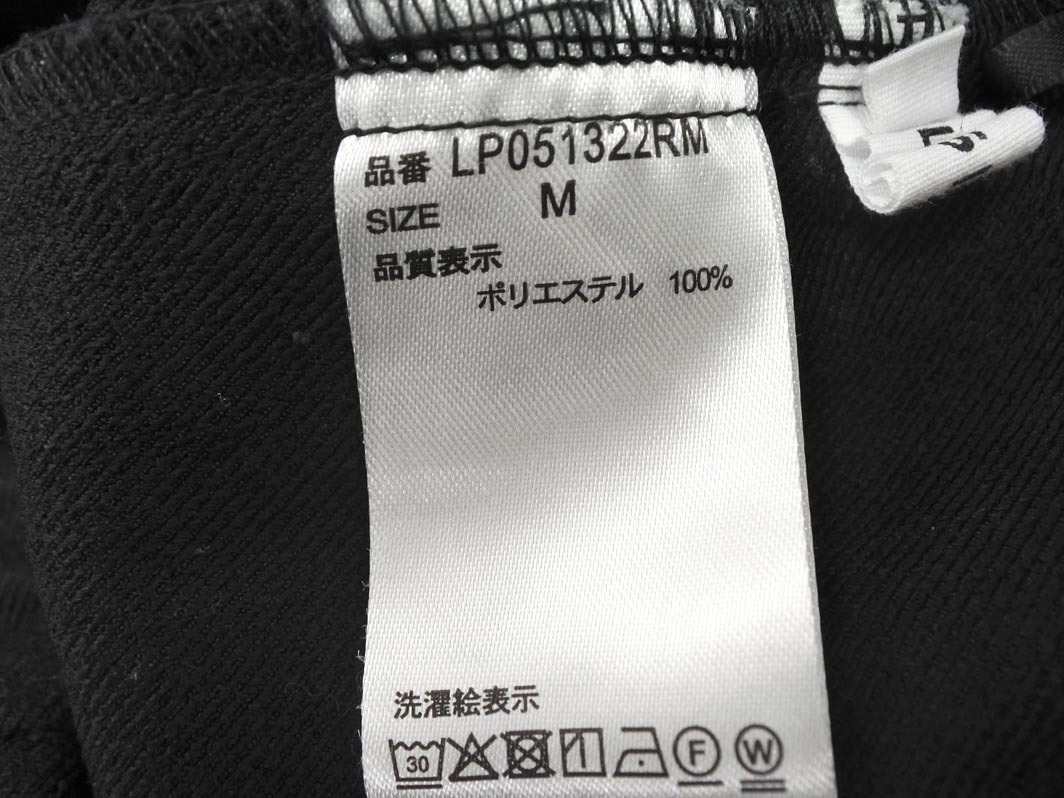 品番 LP051322RM
SIZE M
品質表示
ポリエステル 100%
洗濯絵表示
30
F W